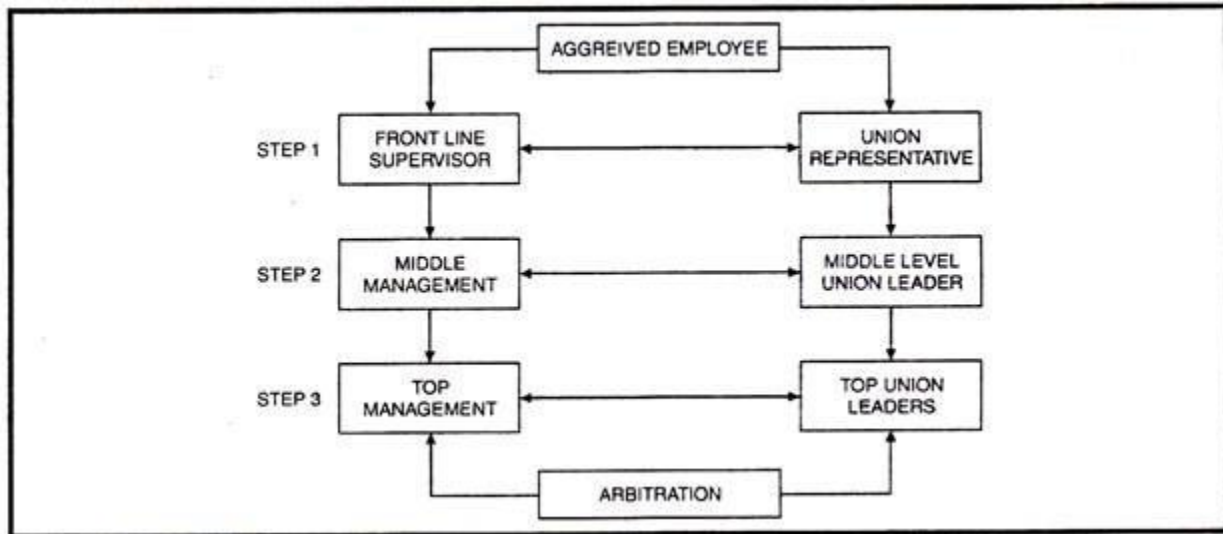 AGGREIVED EMPLOYEE
STEP 1
FRONT LINE
SUPERVISOR
UNION
REPRESENTATIVE
STEP 2
MIDDLE
MANAGEMENT
MIDDLE LEVEL
UNION LEADER
STEP 3
TOP
MANAGEMENT
TOP UNION
LEADERS
ARBITRATION